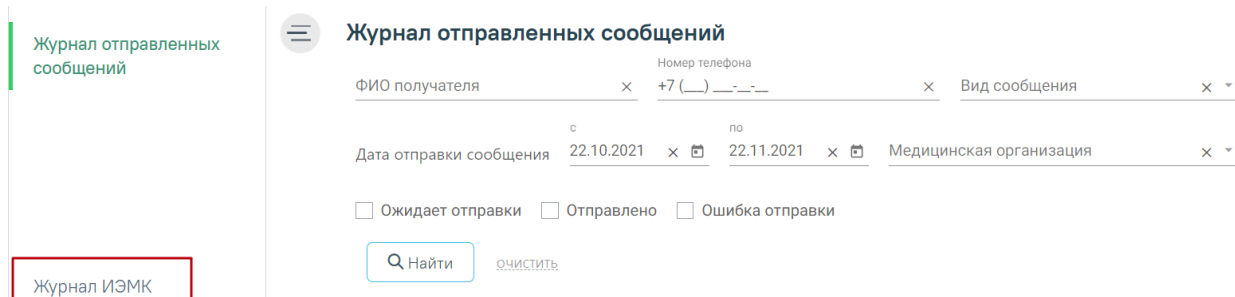 Журнал отправленных
сообщений
Журнал отправленных сообщений
Номер телефона
ФИО получателя
+7 (___) ___-__-__
Вид сообщения
с
по
Дата отправки сообщения
22.10.2021
22.11.2021
Медицинская организация
Ожидает отправки
Отправлено
Ошибка отправки
Найти
очистить
Журнал ИЭМК